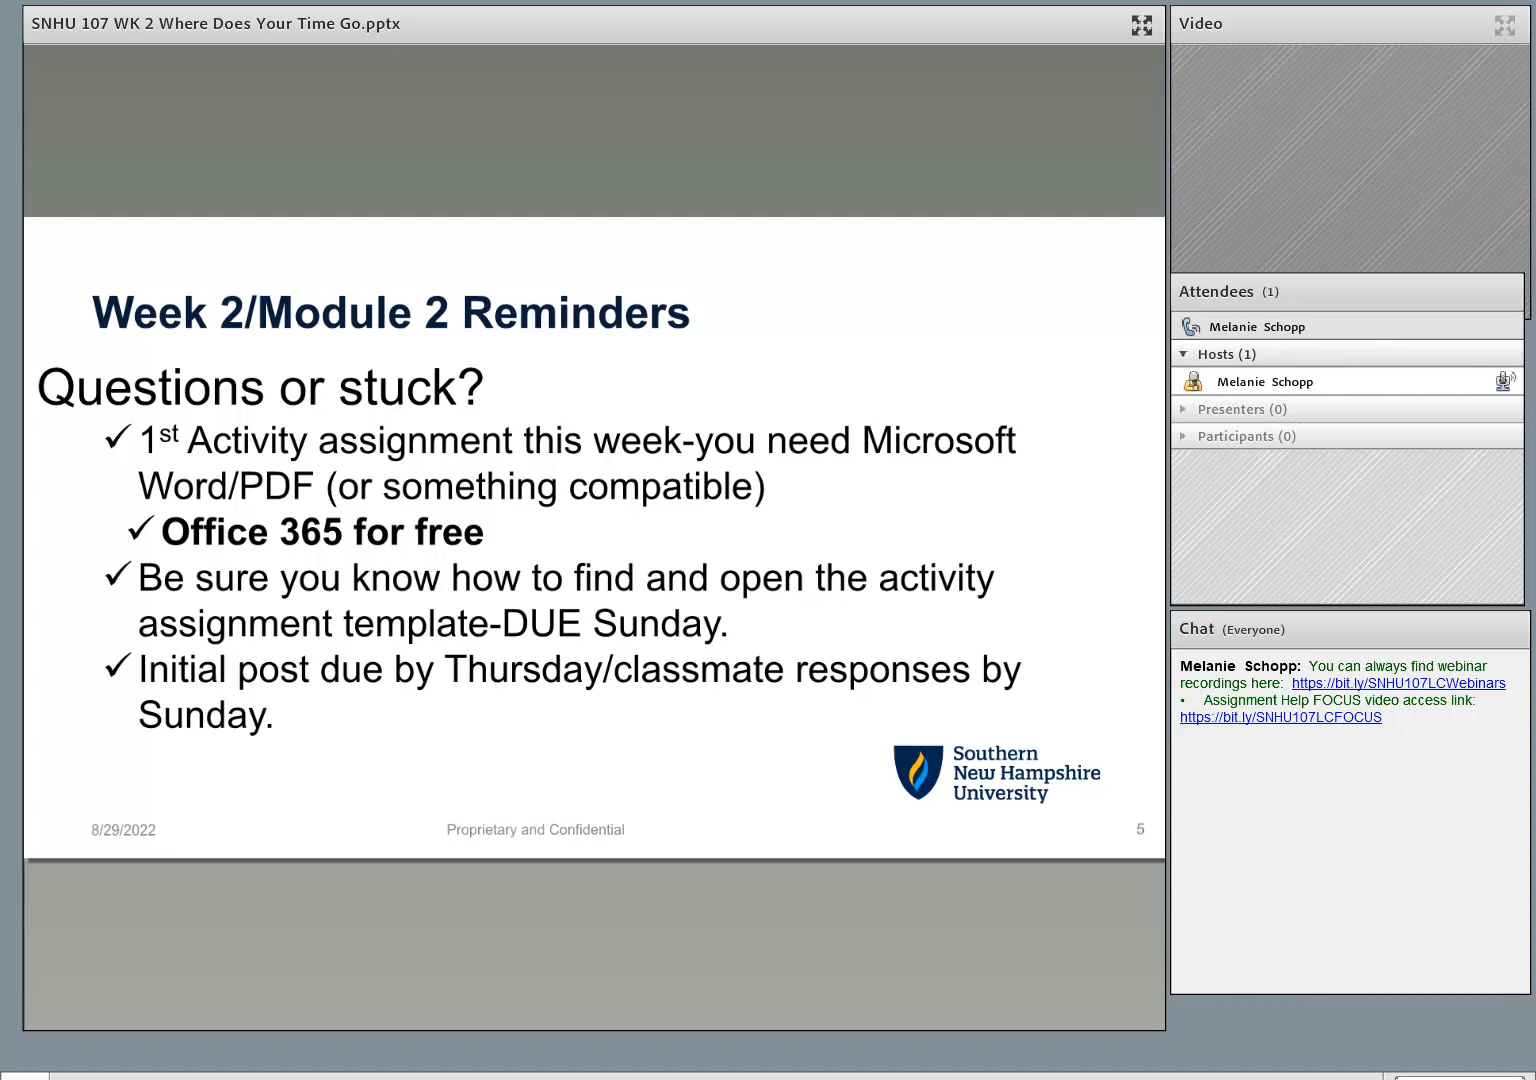 SNHU 107 WK 2 Where Does Your Time Go.pptx
Week 2/Module 2 Reminders
Questions or stuck?
✓ 1st Activity assignment this week-you need Microsoft
Word/PDF (or something compatible)
✓ Office 365 for free
✓ Be sure you know how to find and open the activity
assignment template-DUE Sunday.
✓ Initial post due by Thursday/classmate responses by
Sunday.
Southern
New Hampshire
University
8/29/2022
Proprietary and Confidential
5
Video
Attendees (1)
Melanie Schopp
Hosts (1)
Melanie Schopp
Presenters (0)
Participants (0)
Chat (Everyone)
Melanie Schopp: You can always find webinar
recordings here: https://bit.ly/SNHU107LCWebinars
• Assignment Help FOCUS video access link:
https://bit.ly/SNHU107LCFOCUS